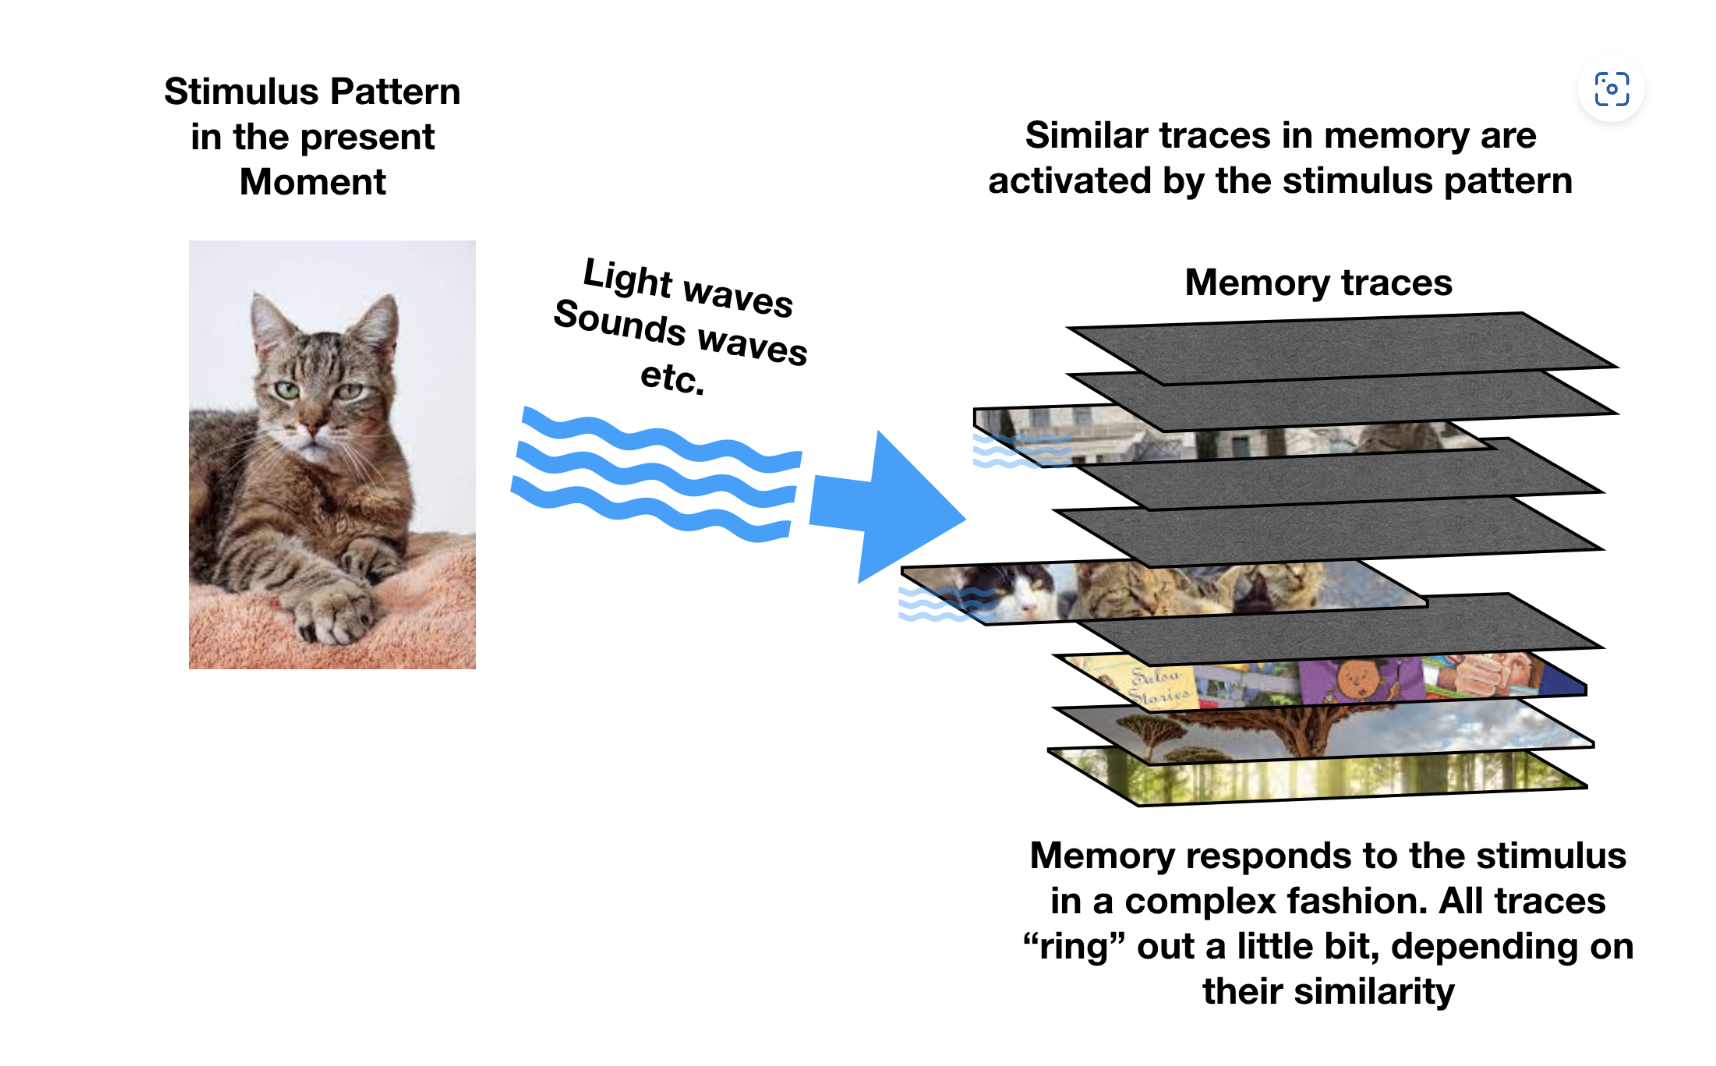 Stimulus Pattern
in the present
Moment
Light waves
Sounds waves
etc.
Similar traces in memory are
activated by the stimulus pattern
Memory traces
Salsa
Stories
Memory responds to the stimulus
in a complex fashion. All traces
“ring” out a little bit, depending on
their similarity